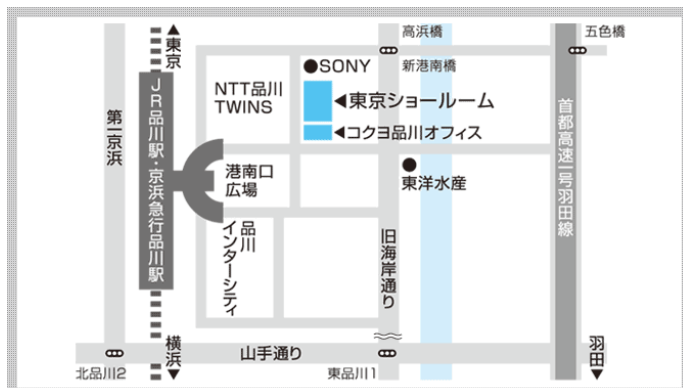 ▲東京
高浜橋
五色橋
●SONY
新港南橋
NTT品川
TWINS
◀東京ショールーム
◀コクヨ品川オフィス
第一京浜
JR品川駅・京浜急行品川駅
港南口
広場
東洋水産
首都高速一号羽田線
品川
インターシティ
旧海岸通り
横浜▼
山手通り
羽田▼
北品川2
東品川1